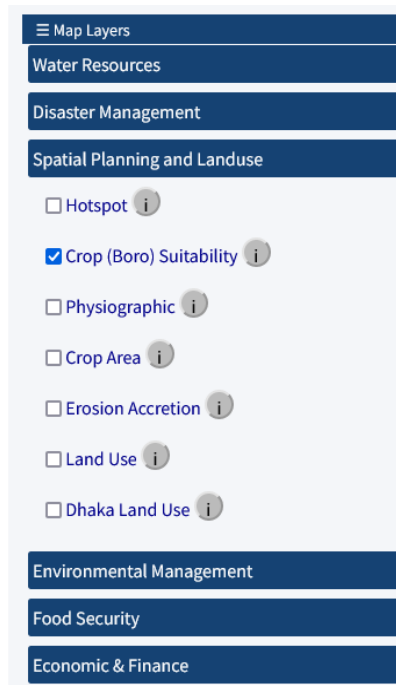 ☰ Map Layers
Water Resources
Disaster Management
Spatial Planning and Landuse
Hotspot i
Crop (Boro) Suitability i
Physiographic i
Crop Area i
Erosion Accretion i
Land Use i
Dhaka Land Use i
Environmental Management
Food Security
Economic & Finance